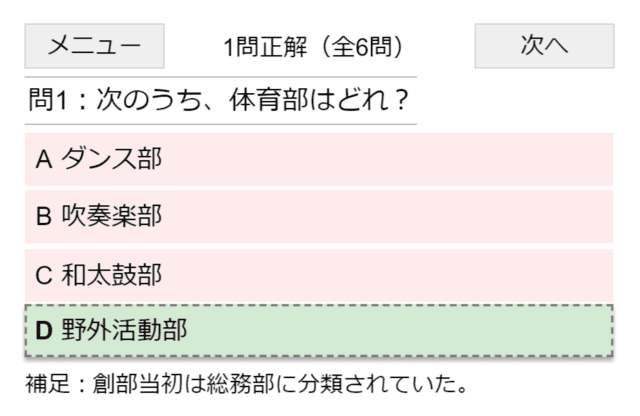 メニュー
1問正解（全6問）
次へ
問1：次のうち、体育部はどれ？
A ダンス部
B 吹奏楽部
C 和太鼓部
D 野外活動部
補足：創部当初は総務部に分類されていた。